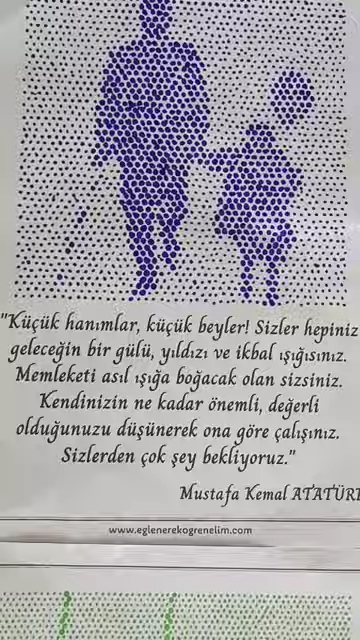 "Küçük hanımlar, küçük beyler! Sizler hepiniz
geleceğin bir gülü, yıldızı ve ikbal ışığısınız.
Memleketi asıl ışığa boğacak olan sizsiniz.
Kendinizin ne kadar önemli, değerli
olduğunuzu düşünerek ona göre çalışınız.
Sizlerden çok şey bekliyoruz."
Mustafa Kemal ATATÜRK
www.eglenerekogrenelim.com